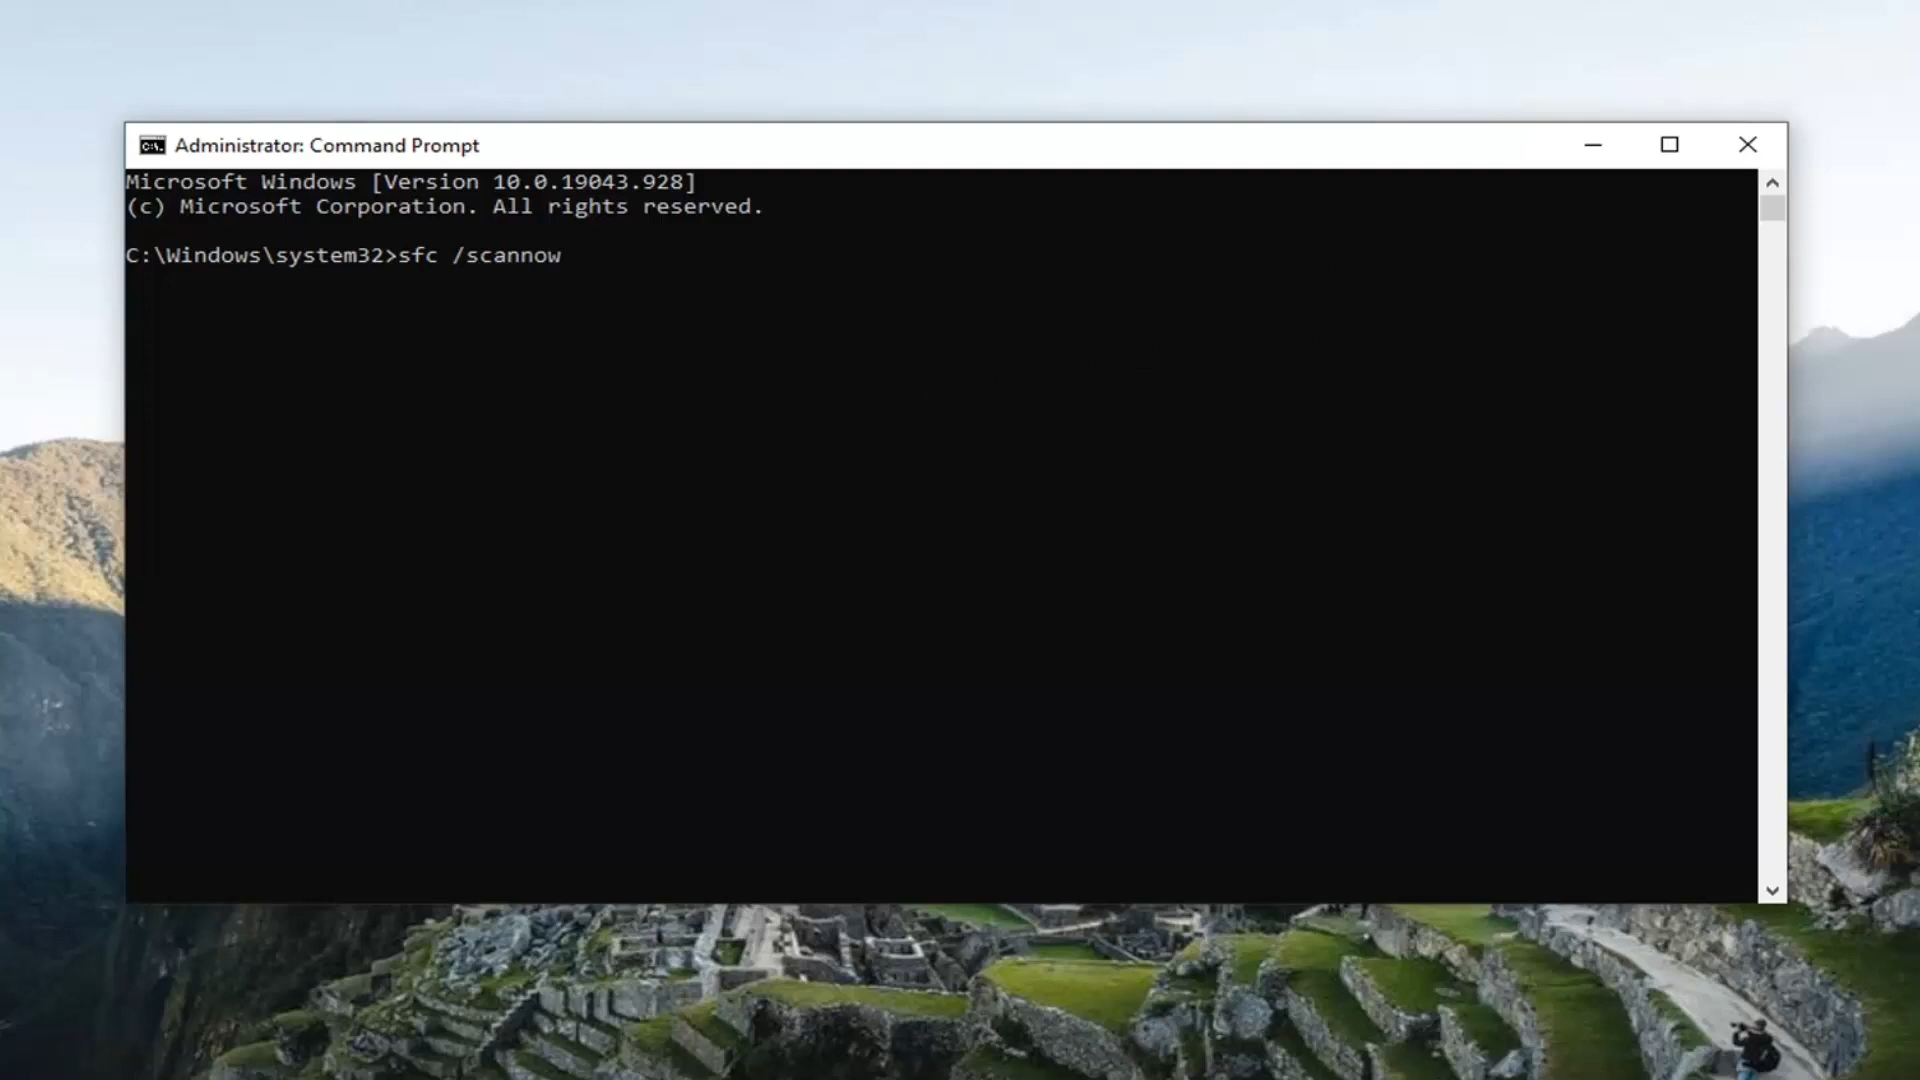 Administrator: Command Prompt
Microsoft Windows [Version 10.0.19043.928]
(c) Microsoft Corporation. All rights reserved.
C:\Windows\system32>sfc /scannow